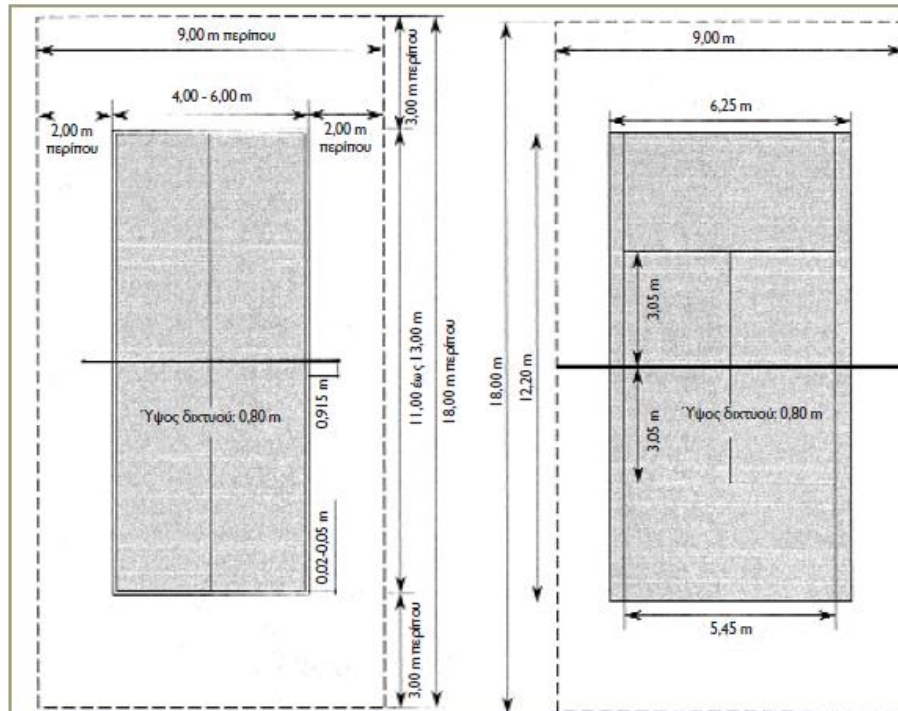 9,00 m περίπου
4,00 - 6,00 m
2,00 m
περίπου
2,00 m
περίπου
3,00 m περίπου
11,00 έως 13,00 m
18,00 m περίπου
0,915 m
Ύψος διχτυού: 0,80 m
0,02-0,05 m
3,00 m περίπου
9,00 m
6,25 m
18,00 m
12,20 m
3,05 m
Ύψος διχτυού: 0,80 m
3,05 m
5,45 m